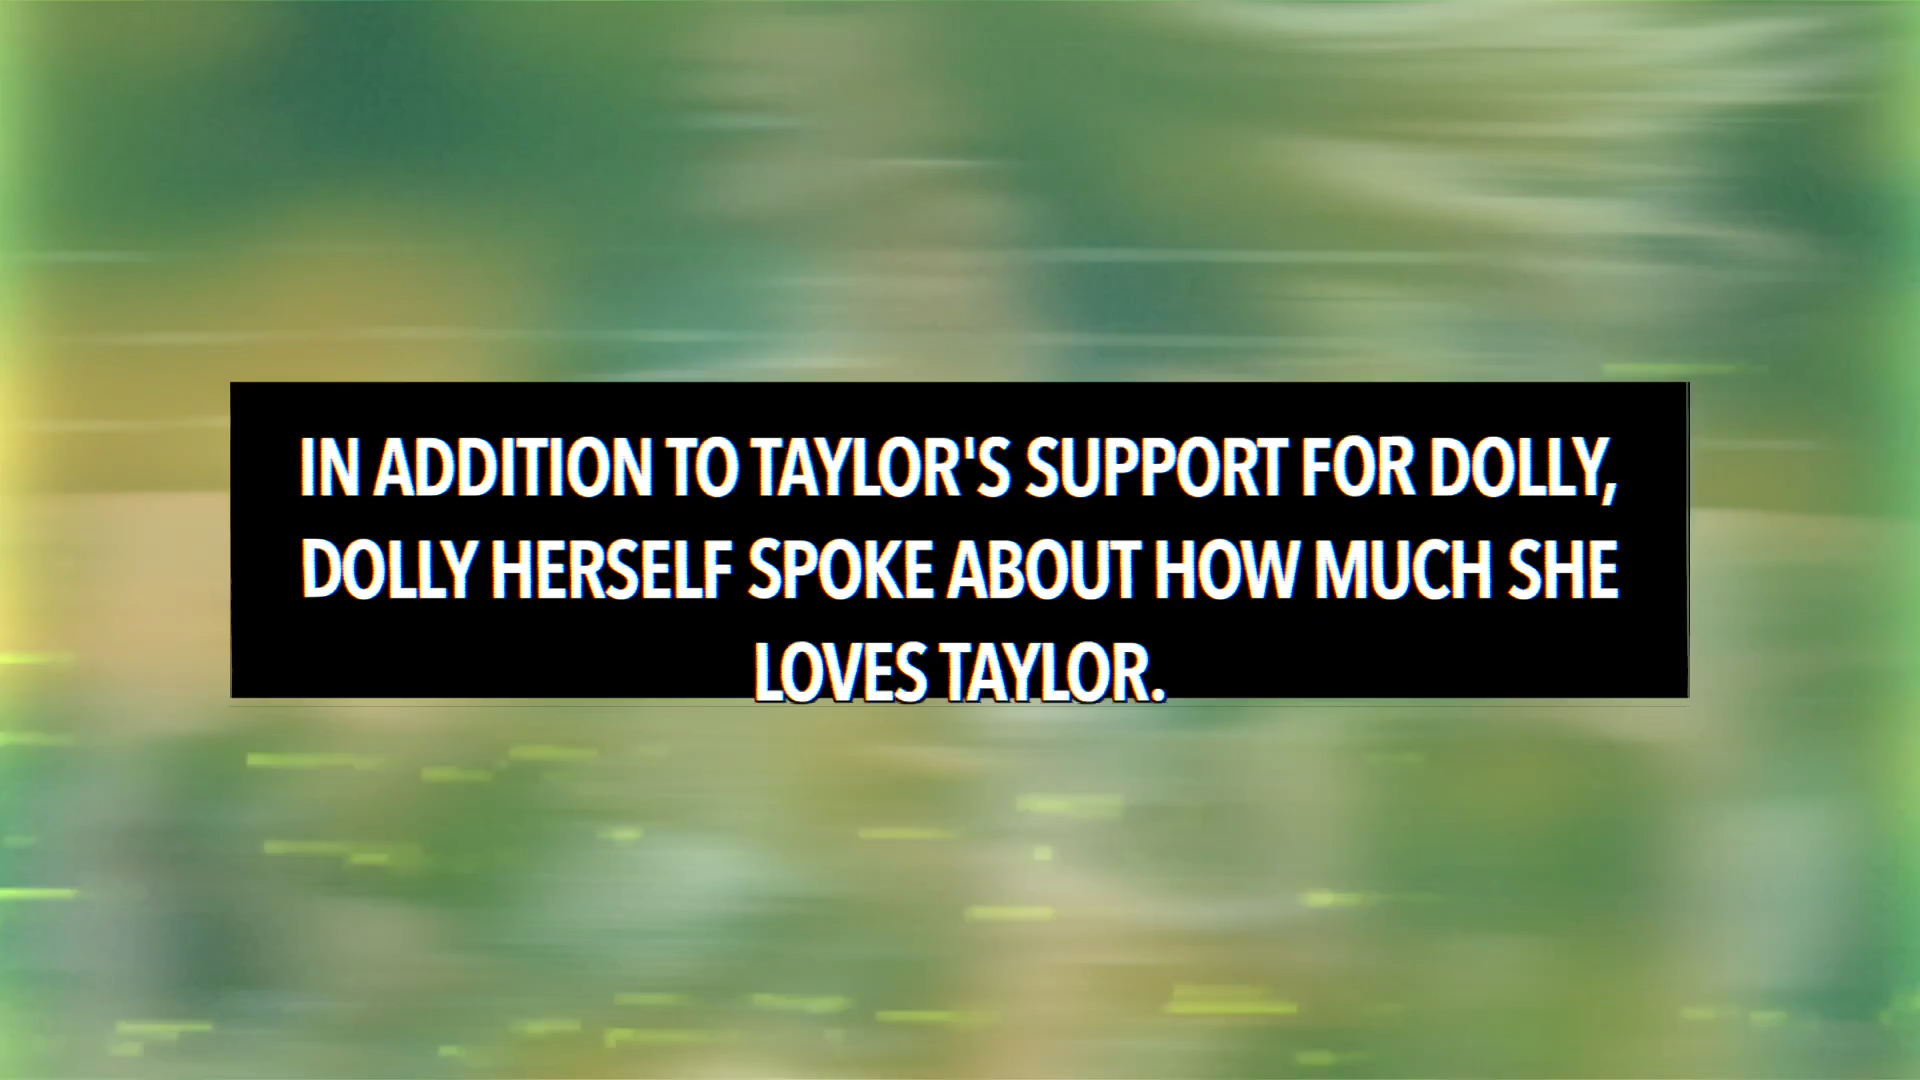 IN ADDITION TO TAYLOR'S SUPPORT FOR DOLLY,
DOLLY HERSELF SPOKE ABOUT HOW MUCH SHE
LOVES TAYLOR.